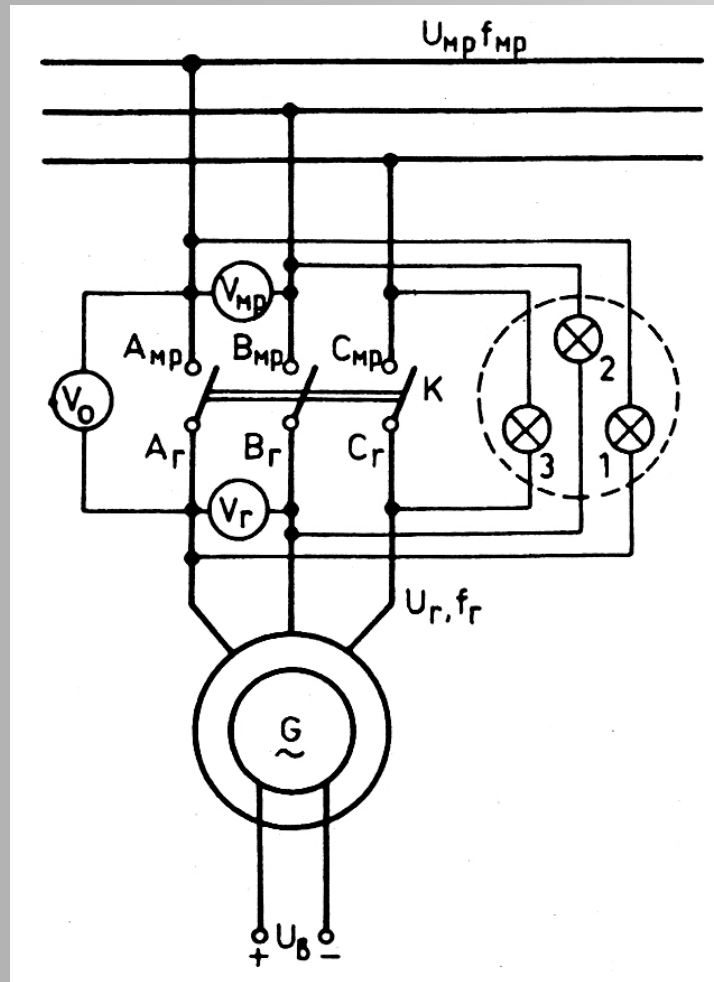 Uмр fмр
Vмр
Aмр Bмр Cмр
V₀
K
2
Aг Bг Cг
3 1
Vг
Uг, fг
G
~
+ Uв −